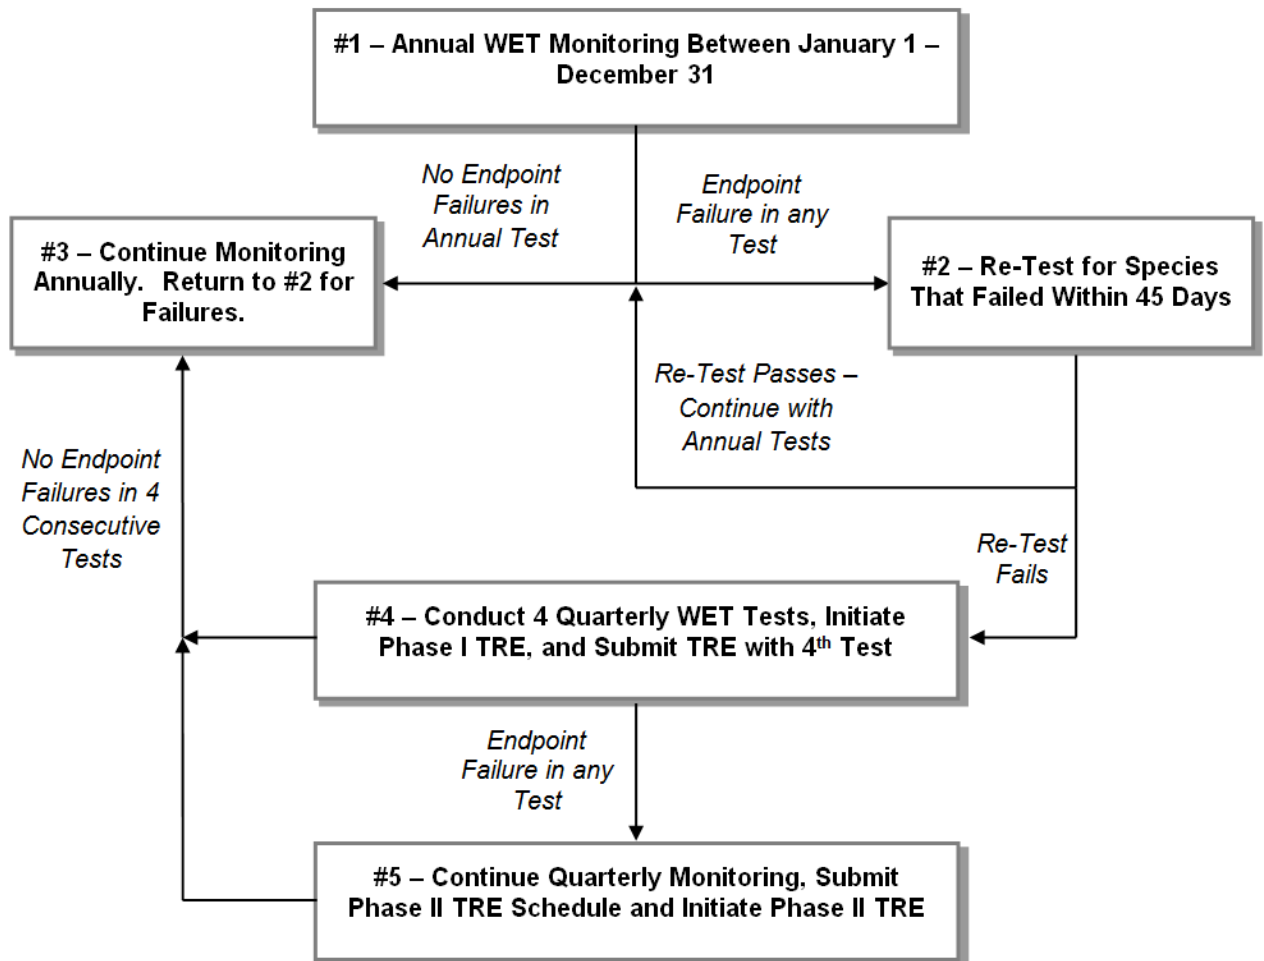 #1 – Annual WET Monitoring Between January 1 –
December 31
No Endpoint
Failures in
Annual Test
Endpoint
Failure in any
Test
#3 – Continue Monitoring
Annually.  Return to #2 for
Failures.
#2 – Re-Test for Species
That Failed Within 45 Days
Re-Test Passes –
Continue with
Annual Tests
No Endpoint
Failures in 4
Consecutive
Tests
Re-Test
Fails
#4 – Conduct 4 Quarterly WET Tests, Initiate
Phase I TRE, and Submit TRE with 4th Test
Endpoint
Failure in any
Test
#5 – Continue Quarterly Monitoring, Submit
Phase II TRE Schedule and Initiate Phase II TRE